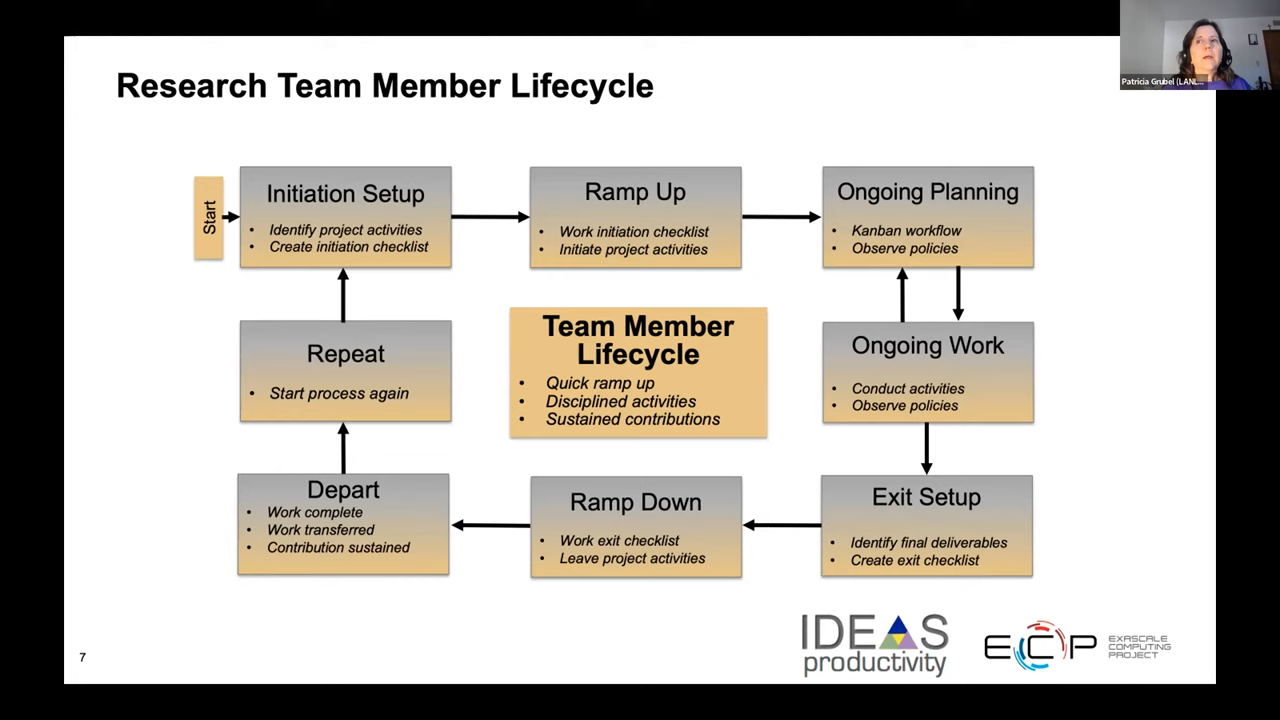 Research Team Member Lifecycle
Patricia Grubel (LANL...
Start
Initiation Setup
• Identify project activities
• Create initiation checklist
Ramp Up
• Work initiation checklist
• Initiate project activities
Ongoing Planning
• Kanban workflow
• Observe policies
Repeat
• Start process again
Team Member
Lifecycle
• Quick ramp up
• Disciplined activities
• Sustained contributions
Ongoing Work
• Conduct activities
• Observe policies
Depart
• Work complete
• Work transferred
• Contribution sustained
Ramp Down
• Work exit checklist
• Leave project activities
Exit Setup
• Identify final deliverables
• Create exit checklist
7
IDEAS
productivity
ECP
EXASCALE
COMPUTING
PROJECT